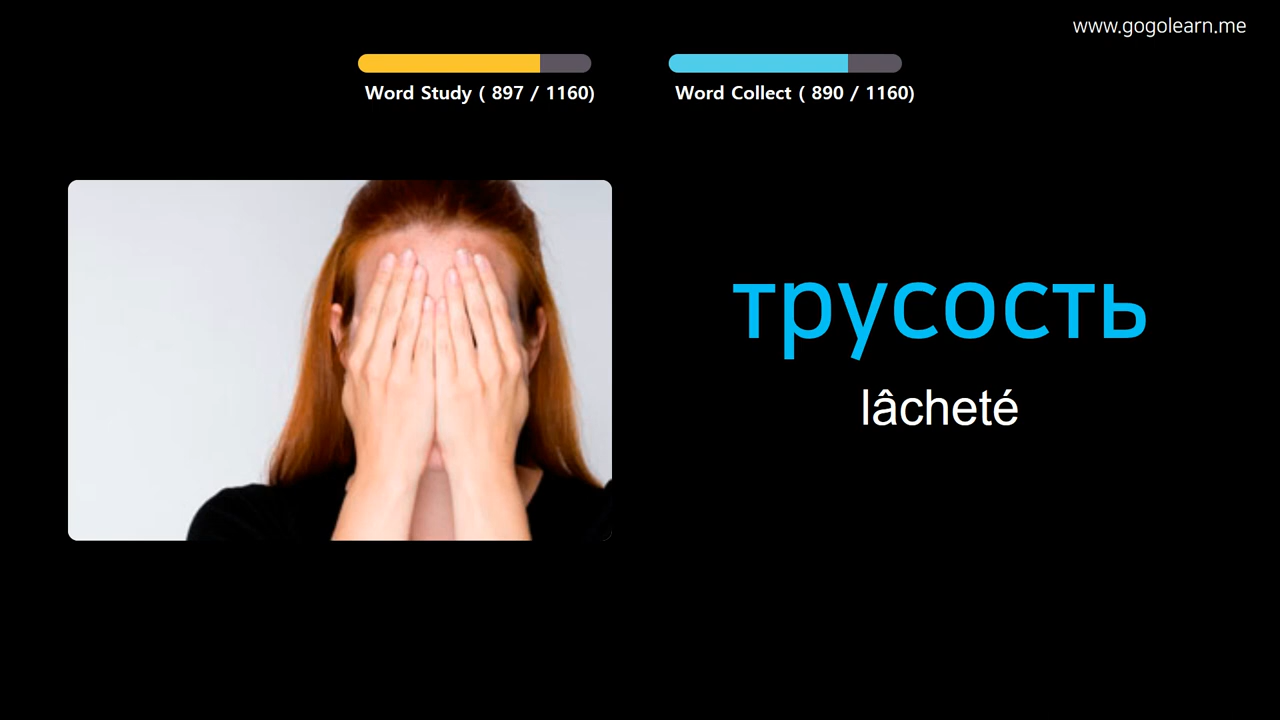 www.gogolearn.me
Word Study ( 897 / 1160)
Word Collect ( 890 / 1160)
трусость
lâcheté